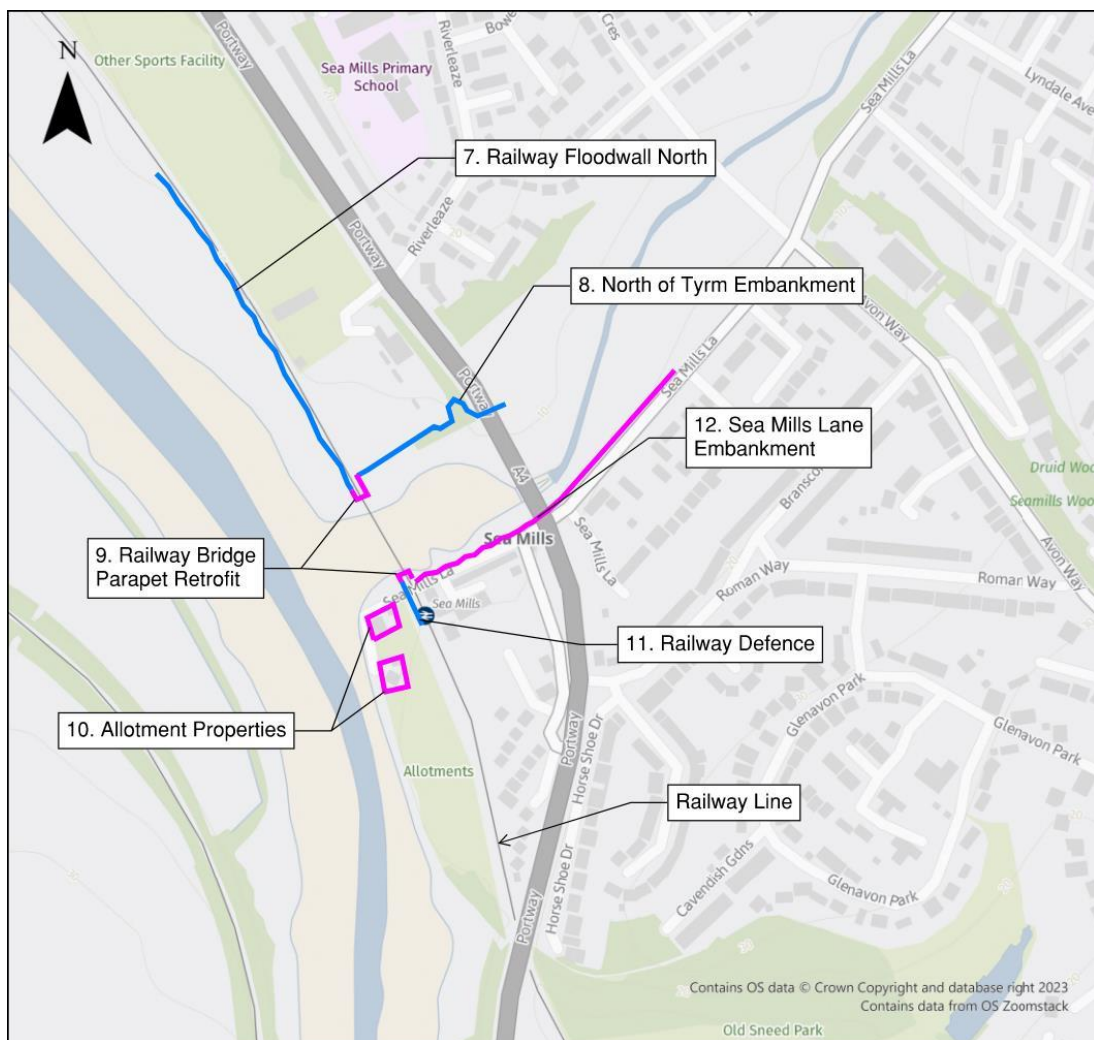 N
Other Sports Facility
Portway
Sea Mills Primary
School
Riverleaze
Cres
Sea Mills La
Lyndale Ave
7. Railway Floodwall North
Portway
Riverleaze
8. North of Tyrm Embankment
Avon Way
Portway
Sea Mills La
12. Sea Mills Lane
Embankment
A4
Druid Woo
Seamills Woo
Sea Mills
Sea Mills La
Avon Way
9. Railway Bridge
Parapet Retrofit
Roman Way
Roman Way
Sea Mills La
Sea Mills
11. Railway Defence
10. Allotment Properties
Glenavon Park
Glenavon Park
Portway
Horse Shoe Dr
Allotments
Railway Line
Cavendish Gdns
Glenavon Park
Portway
Horse Shoe Dr
Contains OS data © Crown Copyright and database right 2023
Contains data from OS Zoomstack
Old Sneed Park